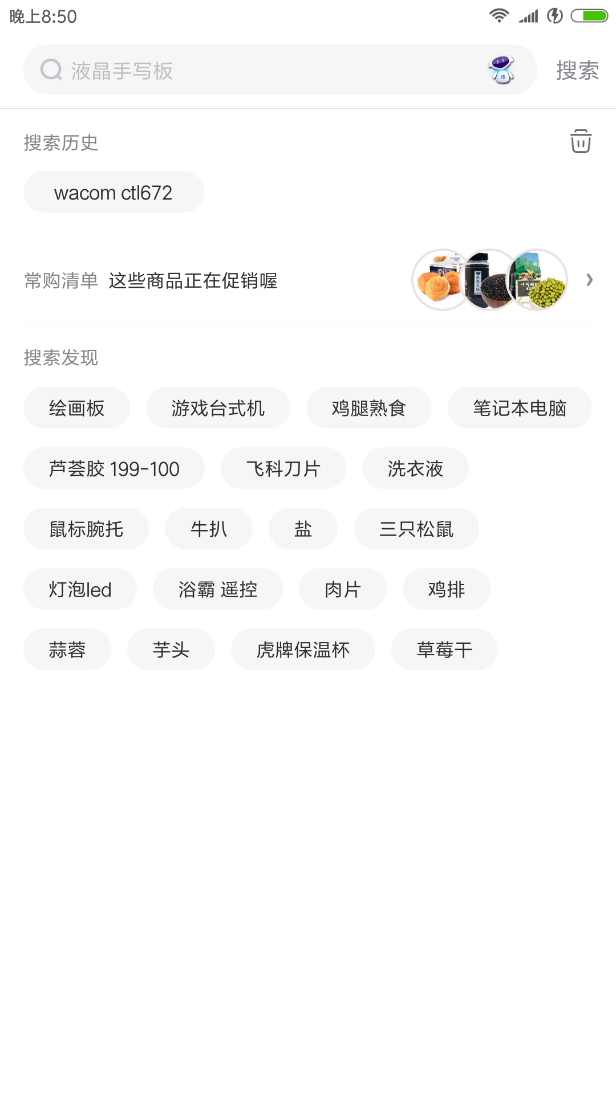 晚上8:50
液晶手写板 搜索
搜索历史
wacom ctl672
常购清单 这些商品正在促销喔
搜索发现
绘画板 游戏台式机 鸡腿熟食 笔记本电脑
芦荟胶 199-100 飞科刀片 洗衣液
鼠标腕托 牛扒 盐 三只松鼠
灯泡led 浴霸 遥控 肉片 鸡排
蒜蓉 芋头 虎牌保温杯 草莓干